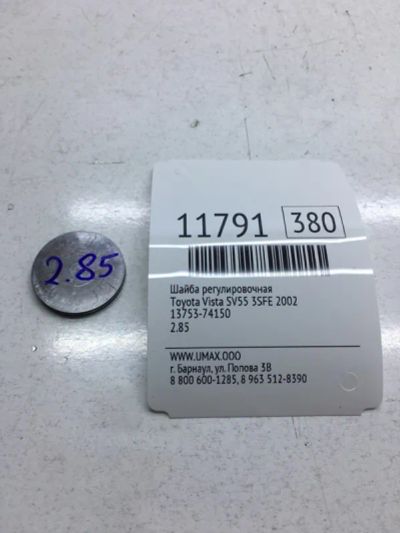 2.85
11791 380
Шайба регулировочная
Toyota Vista SV55 3SFE 2002
13753-74150
2.85
WWW.UMAX.OOO
г. Барнаул, ул. Попова 3В
8 800 600-1285, 8 963 512-8390